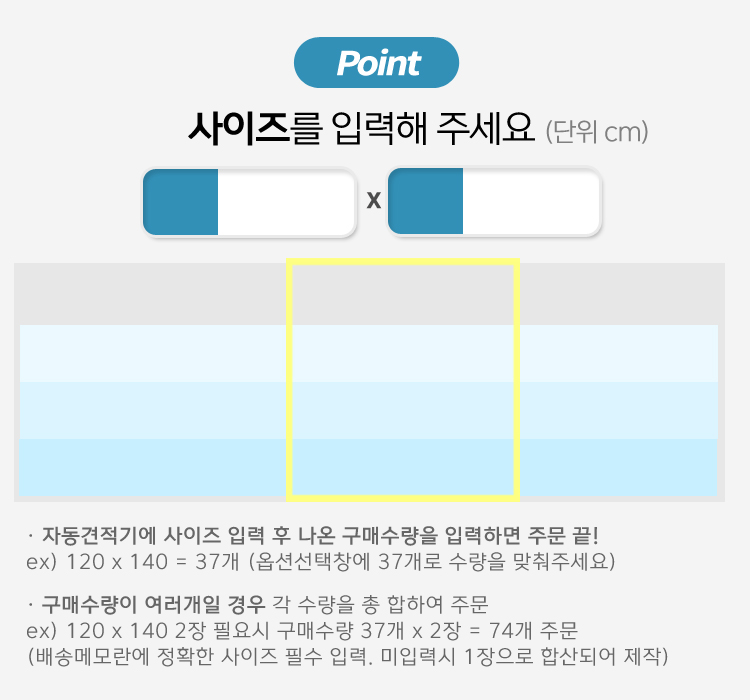 Point
사이즈를 입력해 주세요 (단위 cm)
x
· 자동견적기에 사이즈 입력 후 나온 구매수량을 입력하면 주문 끝!
ex) 120 x 140 = 37개 (옵션선택창에 37개로 수량을 맞춰주세요)
· 구매수량이 여러개일 경우 각 수량을 총 합하여 주문
ex) 120 x 140 2장 필요시 구매수량 37개 x 2장 = 74개 주문
(배송메모란에 정확한 사이즈 필수 입력. 미입력시 1장으로 합산되어 제작)